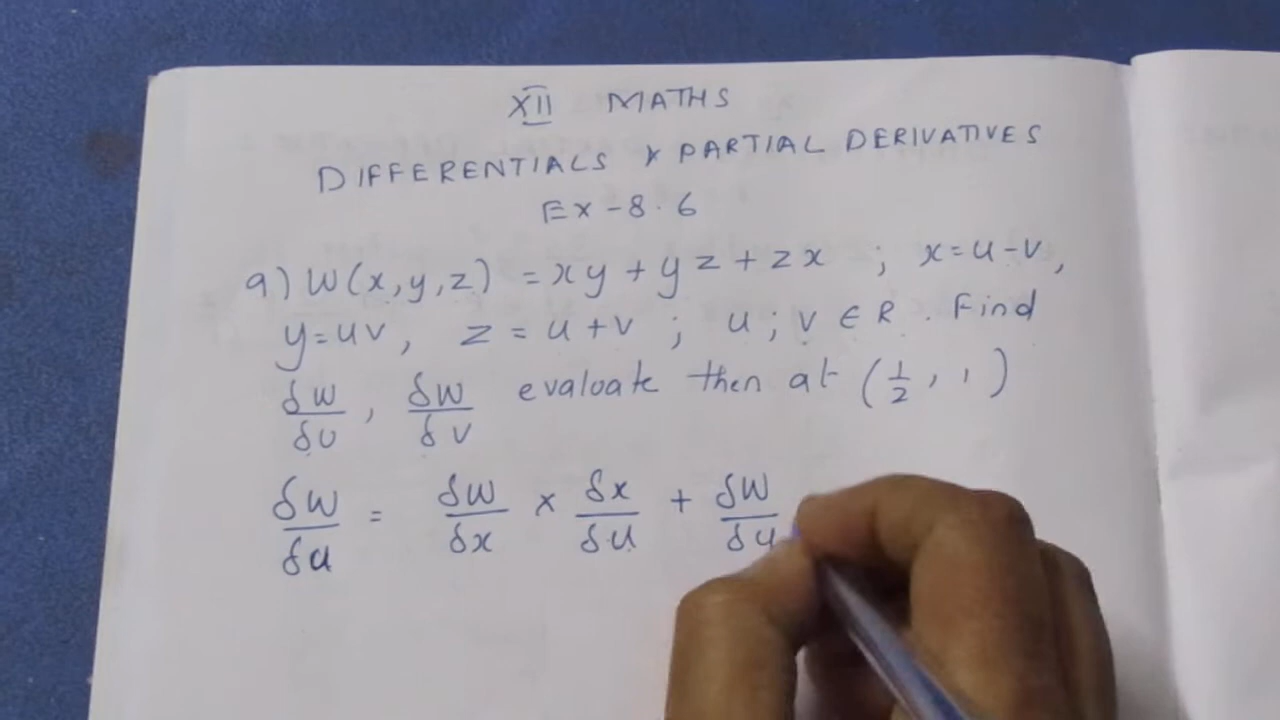 XII MATHS
DIFFERENTIALS & PARTIAL DERIVATIVES
Ex - 8.6
9) W(x, y, z) = xy + yz + zx ; x = u - v,
y = uv, z = u + v ; u ; v ∈ R . Find
δw/δu, δw/δv evaluate then at (1/2, 1)
δw/δu = δw/δx × δx/δu + δw/δu